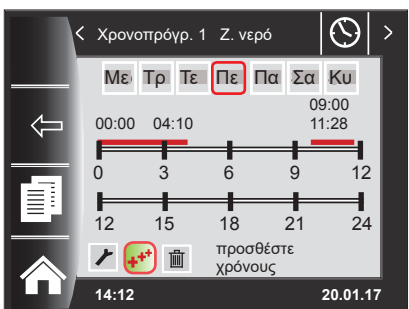 Χρονοπρόγρ. 1 Ζ. νερό
Με Τρ Τε Πε Πα Σα Κυ
09:00
00:00 04:10 11:28
0 3 6 9 12
12 15 18 21 24
προσθέστε
χρόνους
14:12 20.01.17